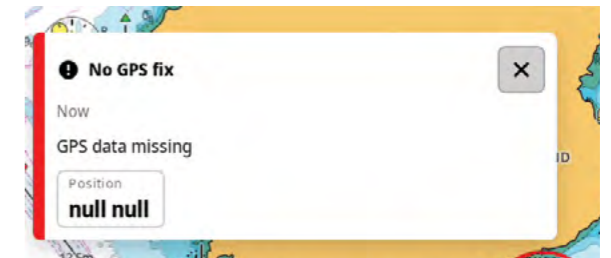 No GPS fix
Now
GPS data missing
Position
null null